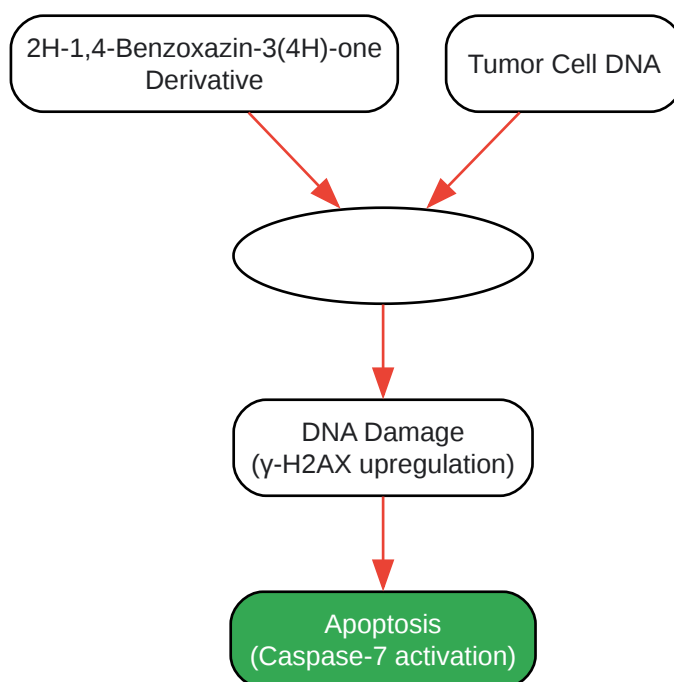 2H-1,4-Benzoxazin-3(4H)-one
Derivative
Tumor Cell DNA
DNA Damage
(γ-H2AX upregulation)
Apoptosis
(Caspase-7 activation)